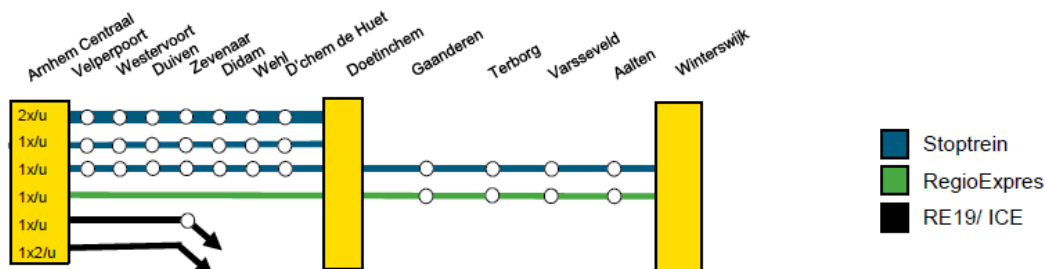 Arnhem Centraal
Velperpoort
Westervoort
Duiven
Zevenaar
Didam
Wehl
D'chem de Huet
Doetinchem
Gaanderen
Terborg
Varsseveld
Aalten
Winterswijk
2x/u
1x/u
1x/u
1x/u
1x/u
1x2/u
Stoptrein
RegioExpres
RE19/ ICE